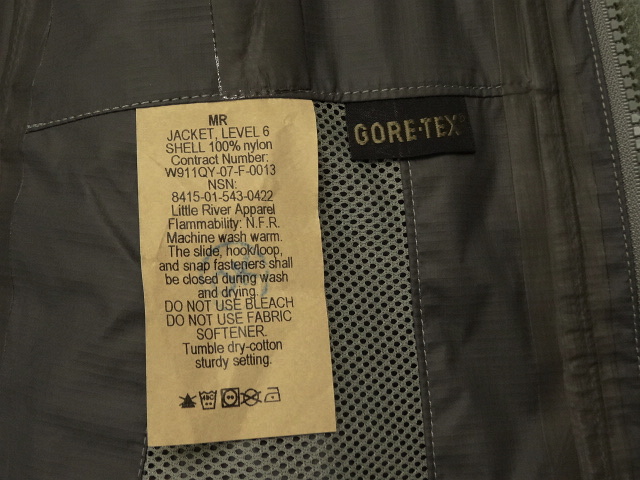 MR
JACKET, LEVEL 6
SHELL 100% nylon
Contract Number:
W911QY-07-F-0013
NSN:
8415-01-543-0422
Little River Apparel
Flammability: N.F.R.
Machine wash warm.
The slide, hook/loop,
and snap fasteners shall
be closed during wash
and drying.
DO NOT USE BLEACH
DO NOT USE FABRIC
SOFTENER.
Tumble dry-cotton
sturdy setting.
GORE-TEX®